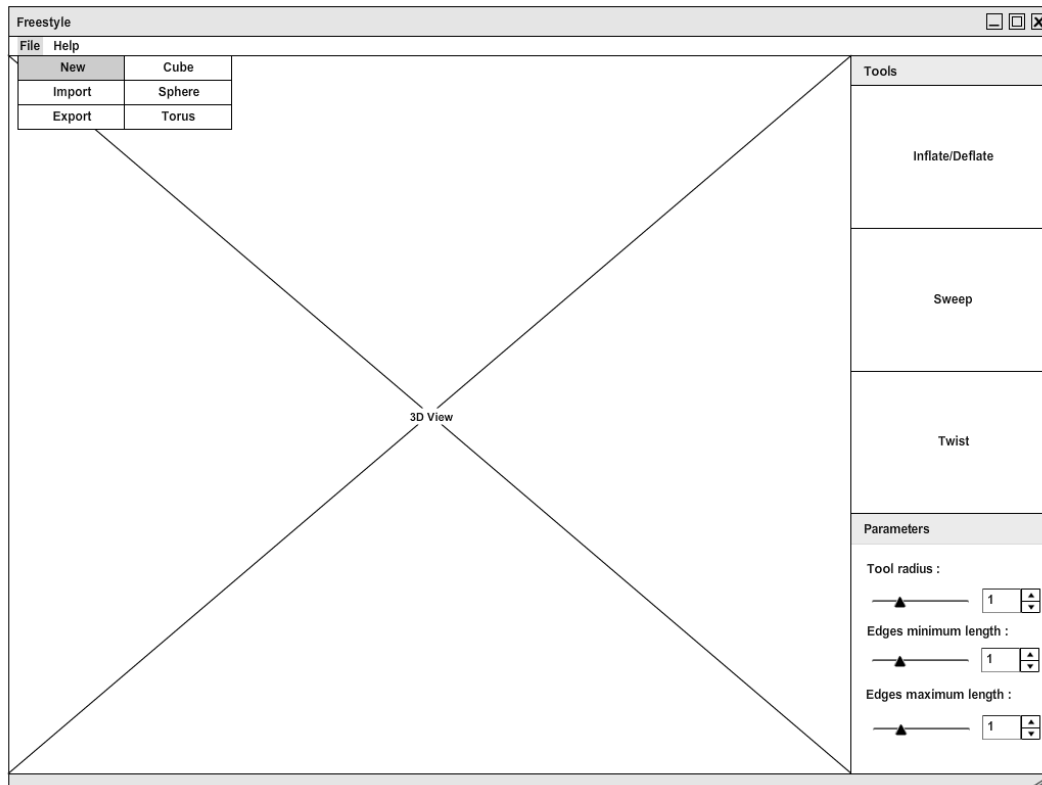 Freestyle
File Help
New Cube
Import Sphere
Export Torus
Tools
Inflate/Deflate
Sweep
3D View
Twist
Parameters
Tool radius :
1
Edges minimum length :
1
Edges maximum length :
1